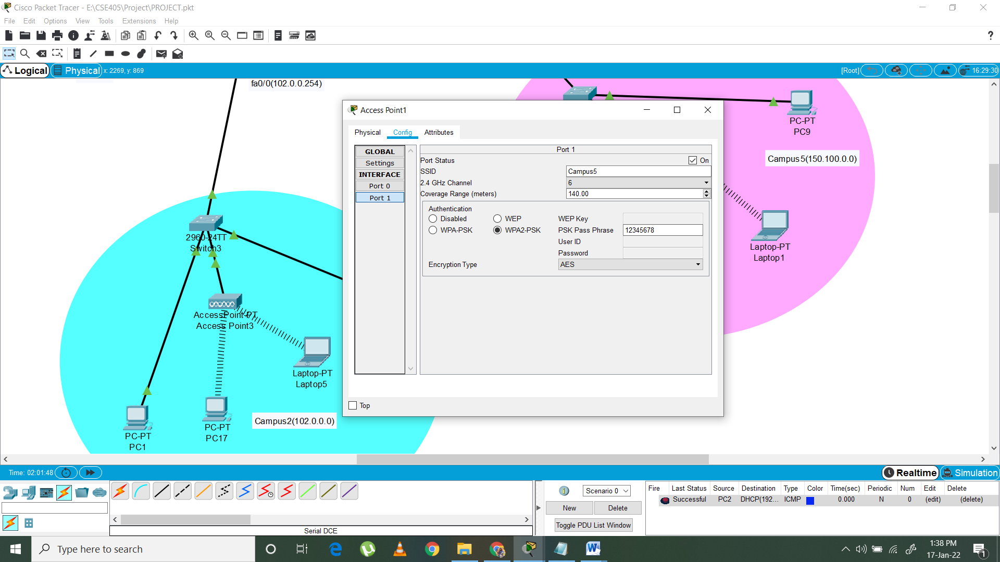 Cisco Packet Tracer - E:\CSE405\Project\PROJECT.pkt
File Edit Options View Tools Extensions Help
?
Logical Physical x: 2269, y: 869 [Root] 16:29:30
fa0/0(102.0.0.254)
PC-PT
PC9
Campus5(150.100.0.0)
Laptop-PT
Laptop1
2960-24TT
Switch3
AccessPoint-PT
Access Point3
Laptop-PT
Laptop5
PC-PT
PC17
PC-PT
PC1
Campus2(102.0.0.0)
Access Point1
Physical Config Attributes
GLOBAL
Settings
INTERFACE
Port 0
Port 1
Port 1
Port Status On
SSID Campus5
2.4 GHz Channel 6
Coverage Range (meters) 140.00
Authentication
Disabled WEP WEP Key
WPA-PSK WPA2-PSK PSK Pass Phrase 12345678
User ID
Password
Encryption Type AES
Top
Time: 02:01:48 Realtime Simulation
Serial DCE
1 Scenario 0
New Delete
Toggle PDU List Window
Fire Last Status Source Destination Type Color Time(sec) Periodic Num Edit Delete
Successful PC2 DHCP(192... ICMP 0.000 N 0 (edit) (delete)
Type here to search
1:38 PM
17-Jan-22
1